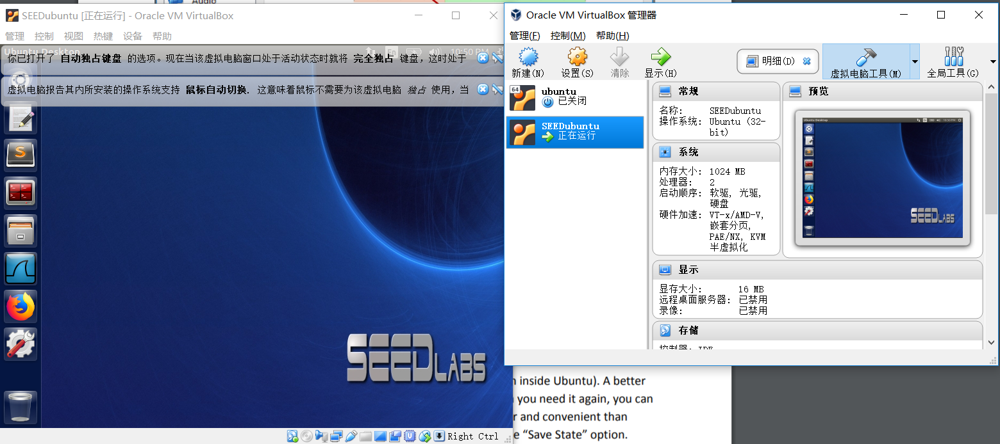 Audio
SEEDubuntu [正在运行] - Oracle VM VirtualBox
管理 控制 视图 热键 设备 帮助
Ubuntu Desktop
En
10:50 PM
你已打开了 自动独占键盘 的选项。现在当该虚拟电脑窗口处于活动状态时就将 完全独占 键盘，这时处于
虚拟电脑报告其内所安装的操作系统支持 鼠标自动切换. 这意味着鼠标不需要为该虚拟电脑 独占 使用，当
SEEDLABS
Right Ctrl
Oracle VM VirtualBox 管理器
管理(F) 控制(M) 帮助(H)
新建(N) 设置(S) 清除 显示(H)
明细(D)
虚拟电脑工具(M)
全局工具(G)
64
ubuntu
已关闭
SEEDubuntu
正在运行
常规
名称: SEEDubuntu
操作系统: Ubuntu (32-
bit)
系统
内存大小: 1024 MB
处理器: 2
启动顺序: 软驱, 光驱,
硬盘
硬件加速: VT-x/AMD-V,
嵌套分页,
PAE/NX, KVM
半虚拟化
预览
Ubuntu Desktop
SEEDLABS
显示
显存大小: 16 MB
远程桌面服务器: 已禁用
录像: 已禁用
存储
控制器: IDE
inside Ubuntu). A better
you need it again, you can
r and convenient than
e “Save State” option.